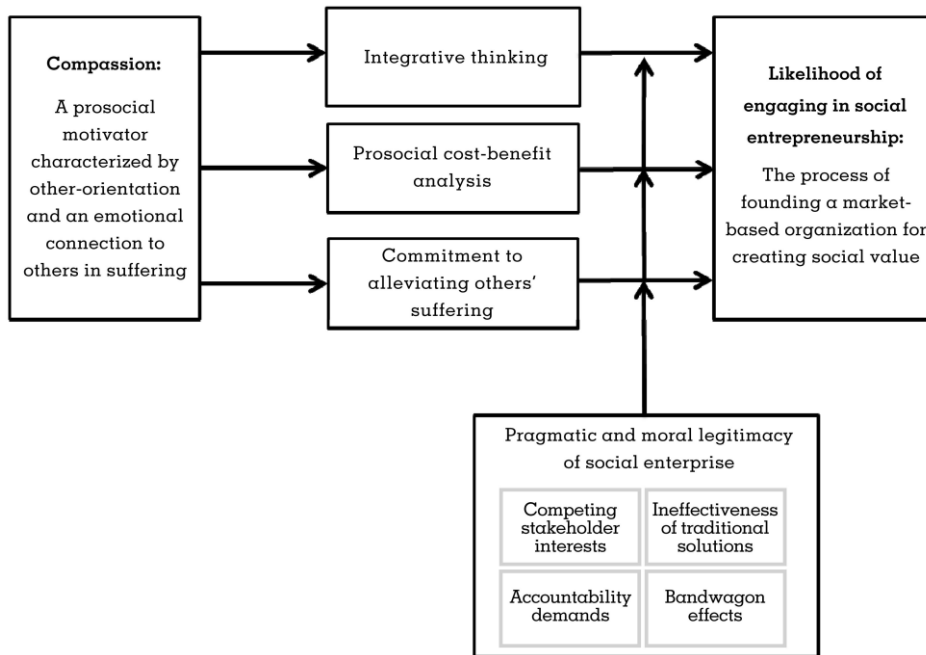 Compassion:
A prosocial
motivator
characterized by
other-orientation
and an emotional
connection to
others in suffering
Integrative thinking
Prosocial cost-benefit
analysis
Commitment to
alleviating others’
suffering
Likelihood of
engaging in social
entrepreneurship:
The process of
founding a market-
based organization for
creating social value
Pragmatic and moral legitimacy
of social enterprise
Competing
stakeholder
interests
Ineffectiveness
of traditional
solutions
Accountability
demands
Bandwagon
effects